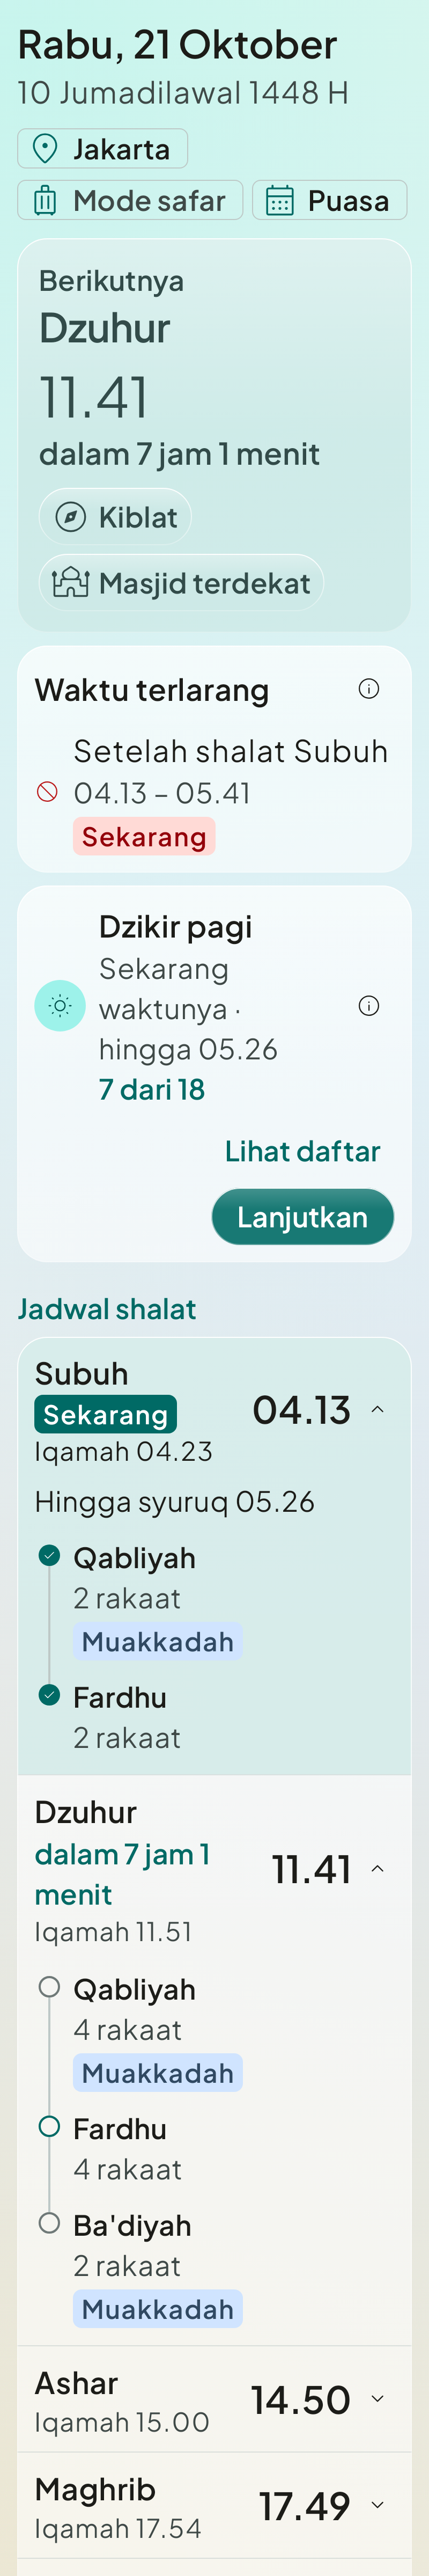 Rabu, 21 Oktober
10 Jumadilawal 1448 H
Jakarta
Mode safar
Puasa
Berikutnya
Dzuhur
11.41
dalam 7 jam 1 menit
Kiblat
Masjid terdekat
Waktu terlarang
Setelah shalat Subuh
04.13 – 05.41
Sekarang
Dzikir pagi
Sekarang
waktunya ·
hingga 05.26
7 dari 18
Lihat daftar
Lanjutkan
Jadwal shalat
Subuh
Sekarang
04.13
Iqamah 04.23
Hingga syuruq 05.26
Qabliyah
2 rakaat
Muakkadah
Fardhu
2 rakaat
Dzuhur
dalam 7 jam 1
menit
11.41
Iqamah 11.51
Qabliyah
4 rakaat
Muakkadah
Fardhu
4 rakaat
Ba'diyah
2 rakaat
Muakkadah
Ashar
14.50
Iqamah 15.00
Maghrib
17.49
Iqamah 17.54